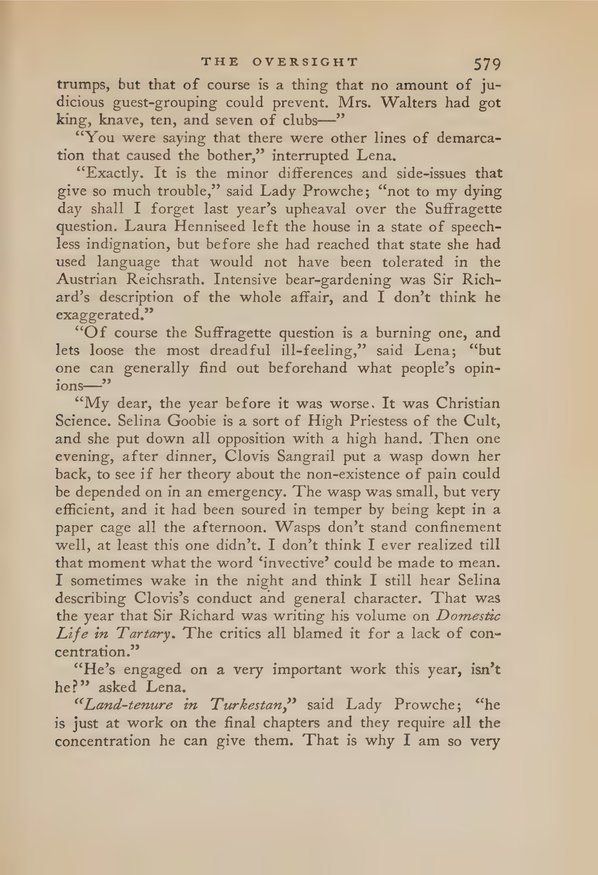 THE OVERSIGHT 579
trumps, but that of course is a thing that no amount of ju-
dicious guest-grouping could prevent. Mrs. Walters had got
king, knave, ten, and seven of clubs—”
“You were saying that there were other lines of demarca-
tion that caused the bother,” interrupted Lena.
“Exactly. It is the minor differences and side-issues that
give so much trouble,” said Lady Prowche; “not to my dying
day shall I forget last year’s upheaval over the Suffragette
question. Laura Henniseed left the house in a state of speech-
less indignation, but before she had reached that state she had
used language that would not have been tolerated in the
Austrian Reichsrath. Intensive bear-gardening was Sir Rich-
ard’s description of the whole affair, and I don’t think he
exaggerated.”
“Of course the Suffragette question is a burning one, and
lets loose the most dreadful ill-feeling,” said Lena; “but
one can generally find out beforehand what people’s opin-
ions—”
“My dear, the year before it was worse. It was Christian
Science. Selina Goobie is a sort of High Priestess of the Cult,
and she put down all opposition with a high hand. Then one
evening, after dinner, Clovis Sangrail put a wasp down her
back, to see if her theory about the non-existence of pain could
be depended on in an emergency. The wasp was small, but very
efficient, and it had been soured in temper by being kept in a
paper cage all the afternoon. Wasps don’t stand confinement
well, at least this one didn’t. I don’t think I ever realized till
that moment what the word ‘invective’ could be made to mean.
I sometimes wake in the night and think I still hear Selina
describing Clovis’s conduct and general character. That was
the year that Sir Richard was writing his volume on Domestic
Life in Tartary. The critics all blamed it for a lack of con-
centration.”
“He’s engaged on a very important work this year, isn’t
he?” asked Lena.
“Land-tenure in Turkestan,” said Lady Prowche; “he
is just at work on the final chapters and they require all the
concentration he can give them. That is why I am so very